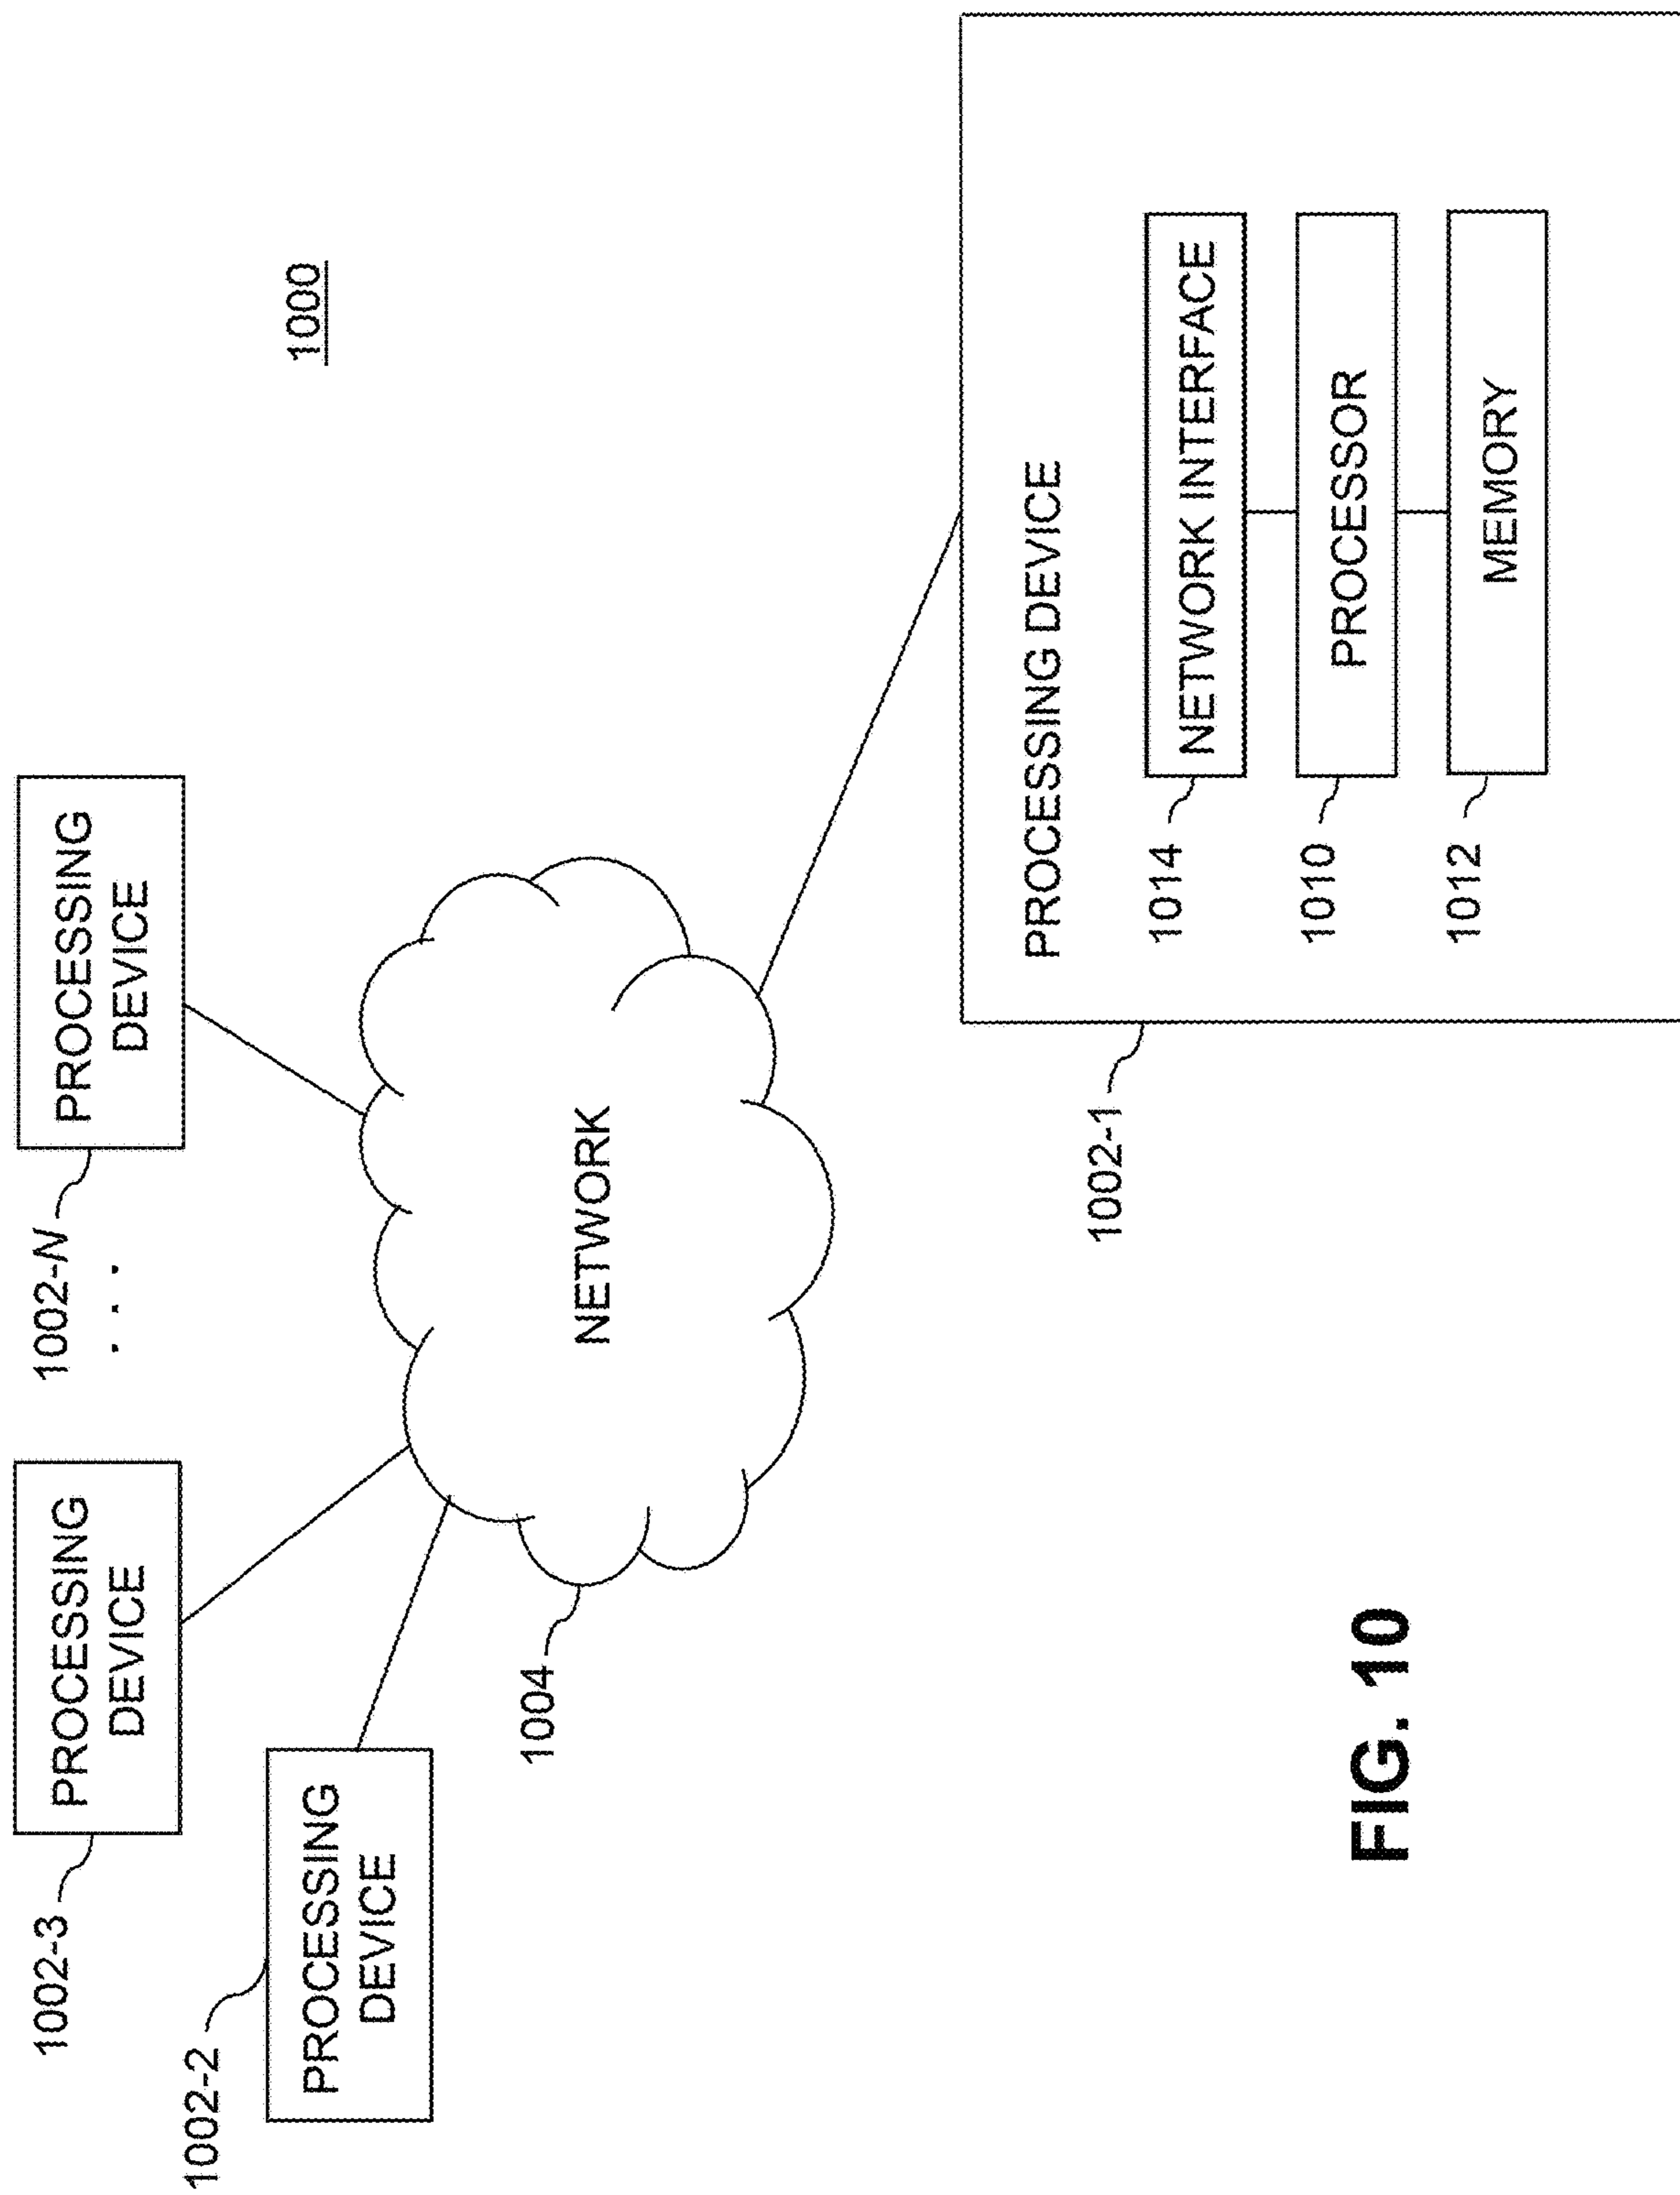 1002-2
PROCESSING
DEVICE
1002-3
PROCESSING
DEVICE
1002-N
. . .
PROCESSING
DEVICE
1000
1004
NETWORK
1002-1
PROCESSING DEVICE
1014
NETWORK INTERFACE
1010
PROCESSOR
1012
MEMORY
FIG. 10